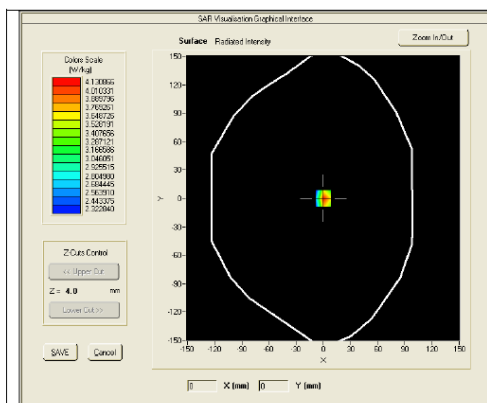 SAR Visualisation Graphical Interface
Surface Radiated Intensity
Zoom In/Out
Colors Scale
(W/kg)
4.130866
4.010331
3.889796
3.769261
3.648726
3.528191
3.407656
3.287121
3.166586
3.046051
2.925515
2.804980
2.684445
2.563910
2.443375
2.322840
Z-Cuts Control
<< Upper Cut
Z = 4.0 mm
Lower Cut >>
SAVE Cancel
150
120
90
60
30
Y 0
-30
-60
-90
-120
-150
-150 -120 -90 -60 -30 0 30 60 90 120 150
X
0 X (mm) 0 Y (mm)